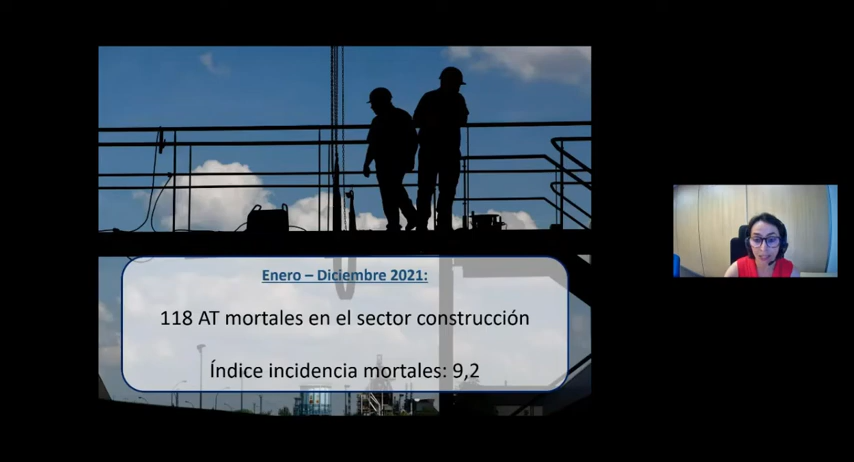 Enero – Diciembre 2021:
118 AT mortales en el sector construcción
Índice incidencia mortales: 9,2